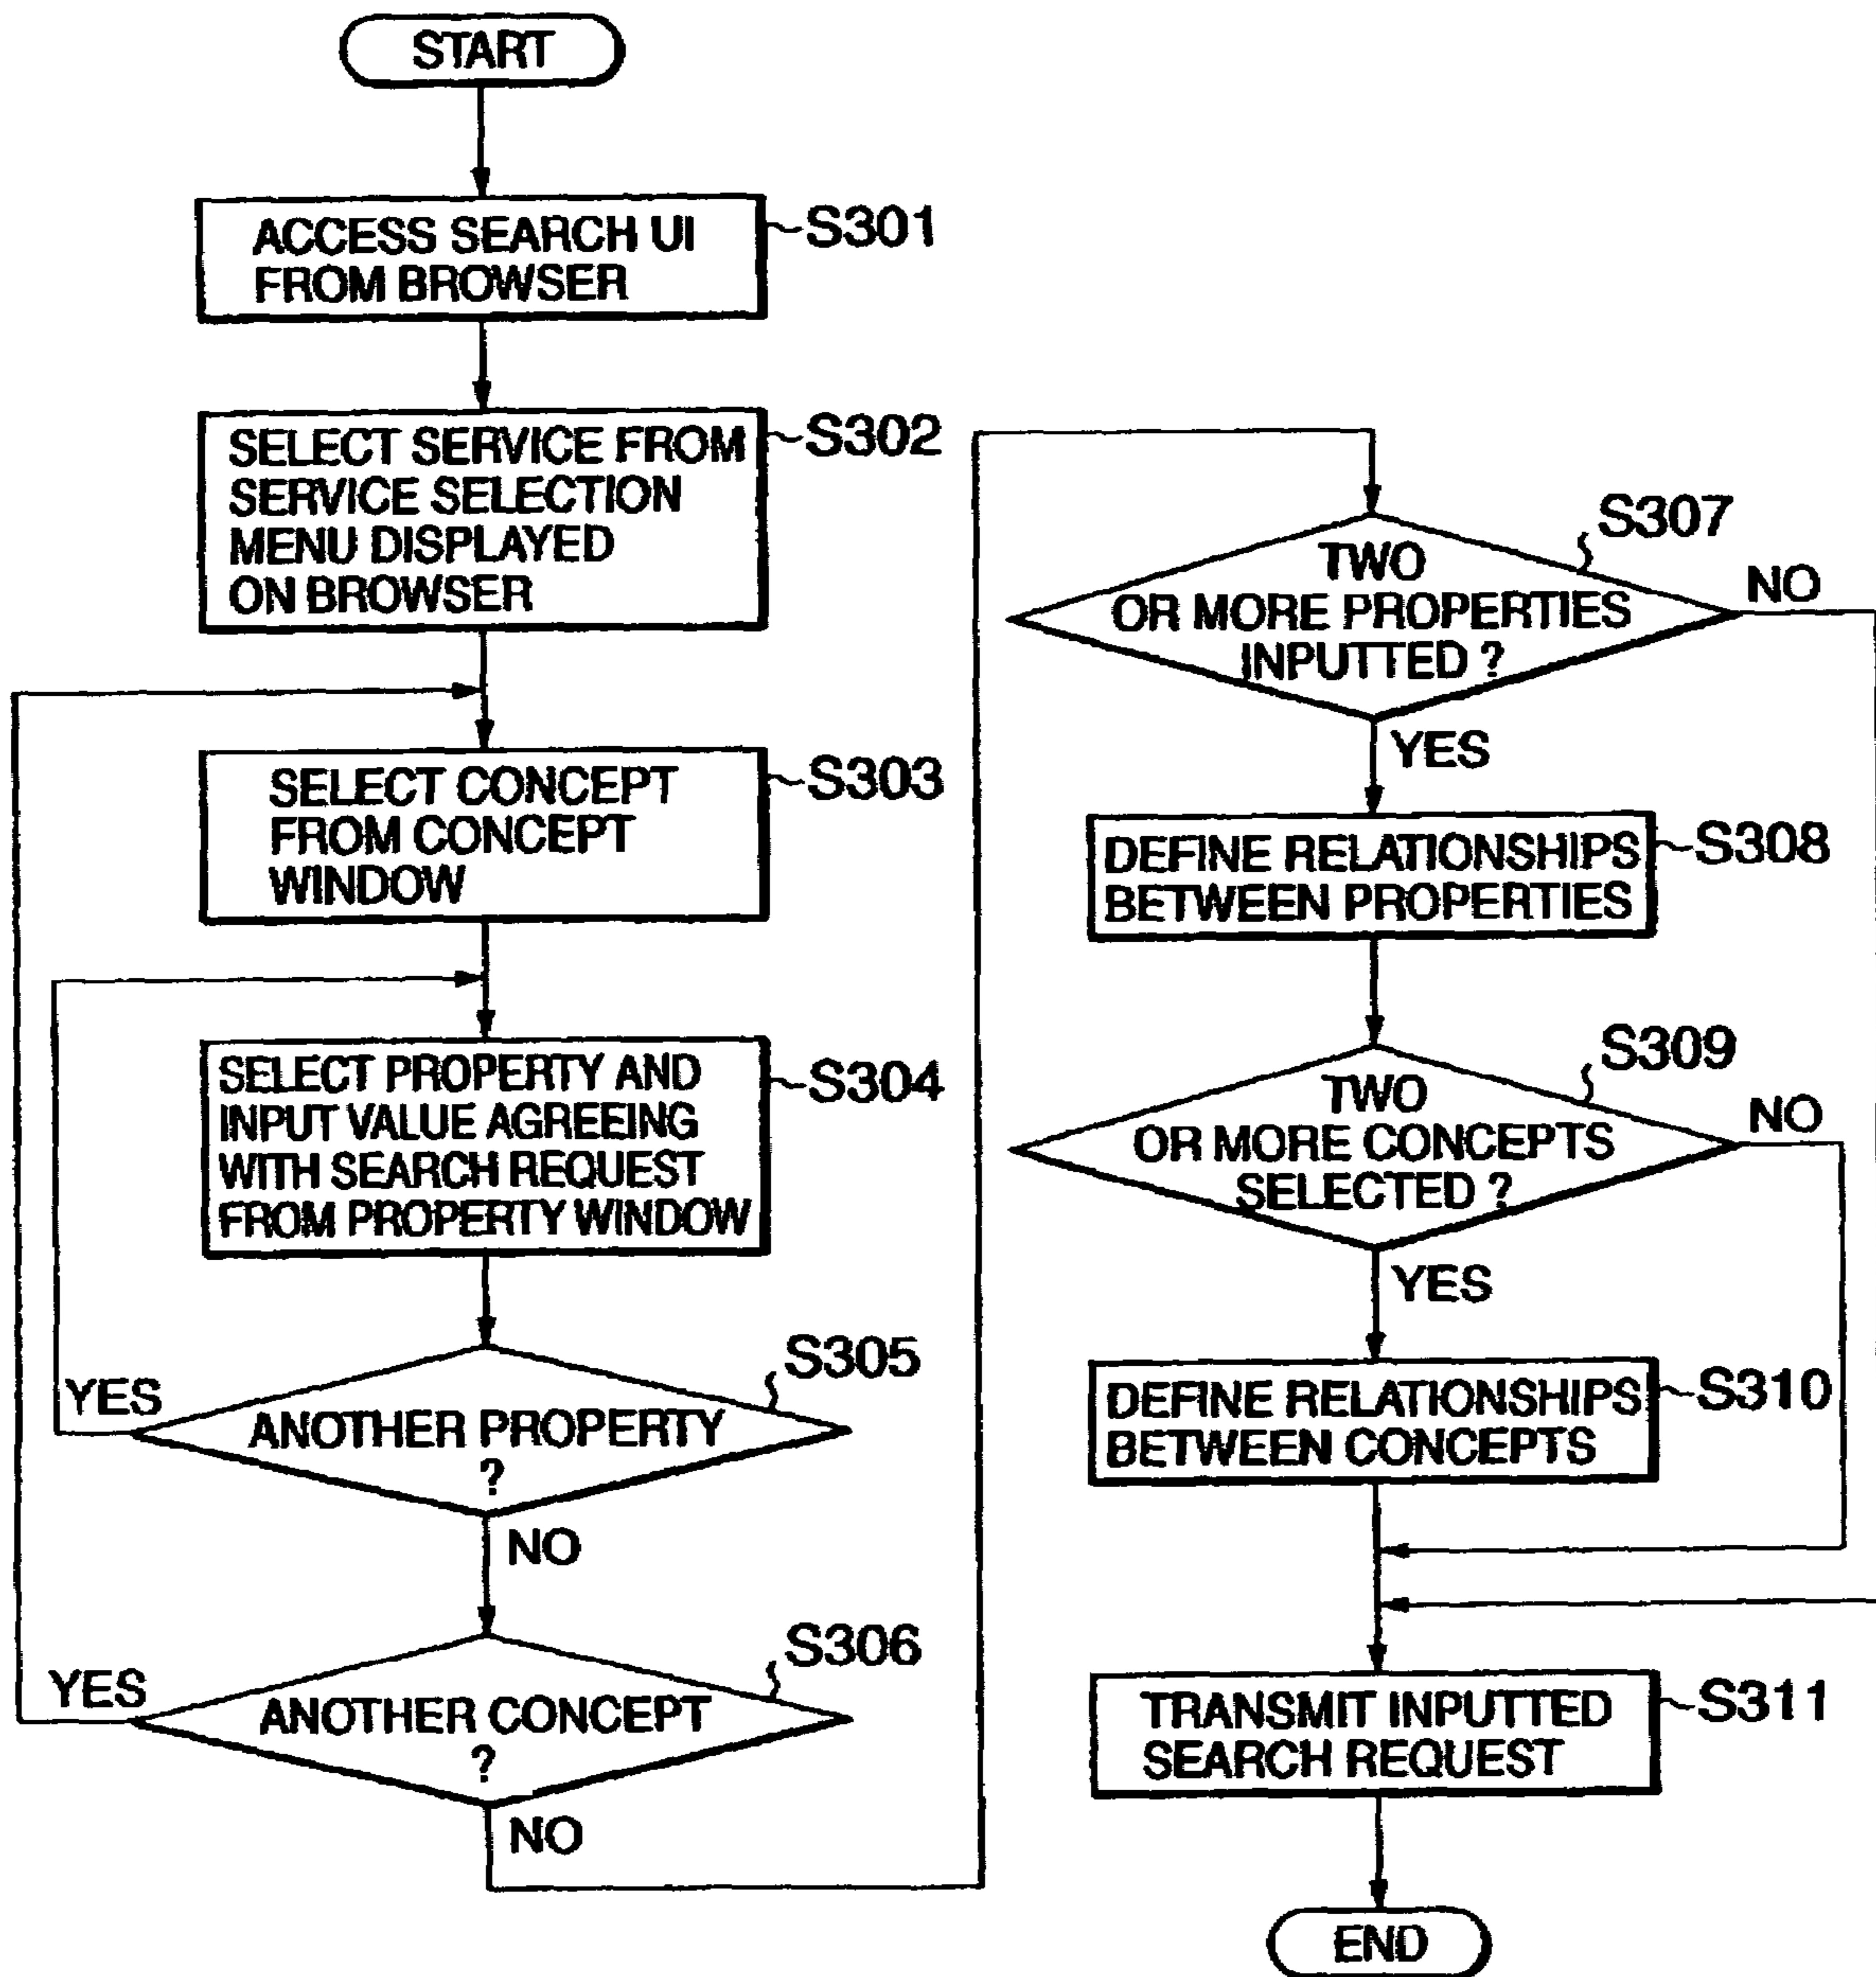 START
ACCESS SEARCH UI
FROM BROWSER
S301
SELECT SERVICE FROM
SERVICE SELECTION
MENU DISPLAYED
ON BROWSER
S302
SELECT CONCEPT
FROM CONCEPT
WINDOW
S303
SELECT PROPERTY AND
INPUT VALUE AGREEING
WITH SEARCH REQUEST
FROM PROPERTY WINDOW
S304
S305
YES
ANOTHER PROPERTY
?
NO
S306
YES
ANOTHER CONCEPT
?
NO
S307
TWO
OR MORE PROPERTIES
INPUTTED ?
NO
YES
DEFINE RELATIONSHIPS
BETWEEN PROPERTIES
S308
S309
TWO
OR MORE CONCEPTS
SELECTED ?
NO
YES
DEFINE RELATIONSHIPS
BETWEEN CONCEPTS
S310
TRANSMIT INPUTTED
SEARCH REQUEST
S311
END